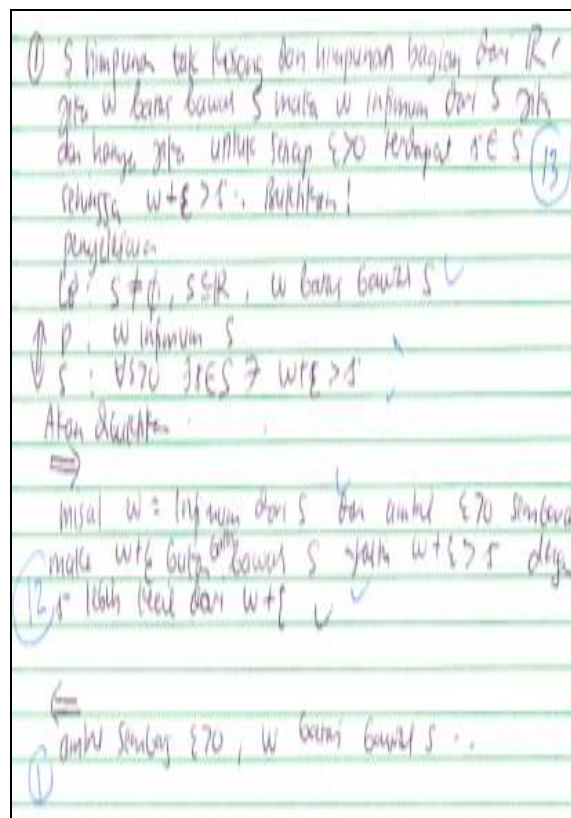 ① S himpunan tak kosong dan himpunan bagian dari R,
jika w batas bawah S maka w infimum dari S jika
dan hanya jika untuk setiap ε>0 terdapat s ∈ S
sehingga w+ε > s. Buktikan!
13
penyelesaian
S ≠ ∅, S ⊆ R, w batas bawah S
P : w infimum S
S : ∀ε>0 ∃s∈S ∋ w+ε > s
Akan dibuktikan
⇒
misal w = infimum dari S dan ambil ε>0 sembarang
maka w+ε bukan batas bawah S yaitu w+ε > s dengan
12
s lebih kecil dari w+ε
⇐
ambil sembarang ε>0, w batas bawah S ..
1